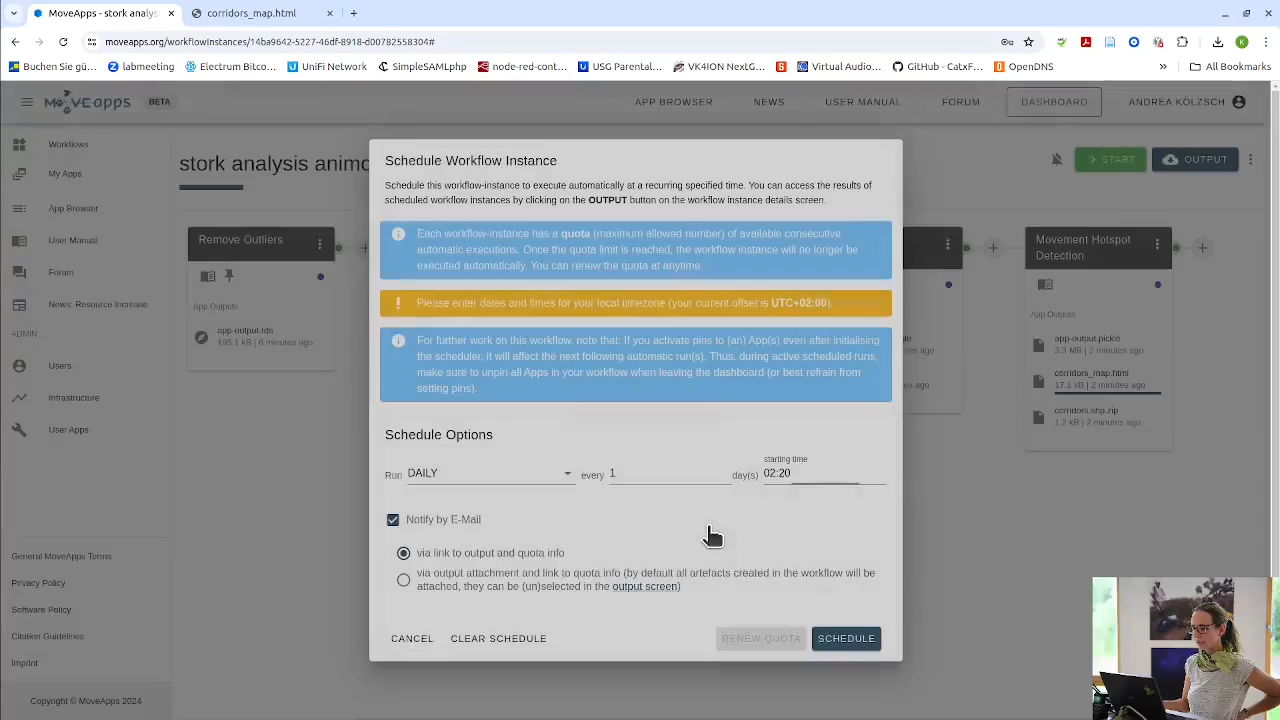 MoveApps - stork analys
corridors_map.html
moveapps.org/workflowInstances/14ba9642-5227-46df-8918-d00782558304#
Buchen Sie gü...
labmeeting
Electrum Bitco...
UniFi Network
SimpleSAMLphp
node-red-cont...
USG Parental...
VK4ION NexG...
Virtual Audio...
GitHub - CatxF...
OpenDNS
»
All Bookmarks
MOVEapps
BETA
APP BROWSER
NEWS
USER MANUAL
FORUM
DASHBOARD
ANDREA KÖLZSCH
Workflows
My Apps
App Browser
User Manual
Forum
News: Resource Increase
ADMIN
Users
Infrastructure
User Apps
General MoveApps Terms
Privacy Policy
Software Policy
Citation Guidelines
Imprint
Copyright © MoveApps 2024
stork analysis animo
START
OUTPUT
Remove Outliers
App Outputs
app-output.rds
195.1 kB | 6 minutes ago
Schedule Workflow Instance
Schedule this workflow-instance to execute automatically at a recurring specified time. You can access the results of
scheduled workflow instances by clicking on the OUTPUT button on the workflow instance details screen.
Each workflow-instance has a quota (maximum allowed number) of available consecutive
automatic executions. Once the quota limit is reached, the workflow instance will no longer be
executed automatically. You can renew the quota at anytime.
Please enter dates and times for your local timezone (your current offset is UTC+02:00).
For further work on this workflow, note that: If you activate pins to (an) App(s) even after initialising
the scheduler, it will affect the next following automatic run(s). Thus, during active scheduled runs,
make sure to unpin all Apps in your workflow when leaving the dashboard (or best refrain from
setting pins).
Schedule Options
starting time
Run DAILY every 1 day(s) 02:20
Notify by E-Mail
via link to output and quota info
via output attachment and link to quota info (by default all artefacts created in the workflow will be
attached, they can be (un)selected in the output screen)
CANCEL
CLEAR SCHEDULE
RENEW QUOTA
SCHEDULE
utes ago
es ago
Movement Hotspot
Detection
App Outputs
app-output.pickle
3.3 MB | 2 minutes ago
corridors_map.html
17.1 kB | 2 minutes ago
corridors.shp.zip
1.2 kB | 2 minutes ago